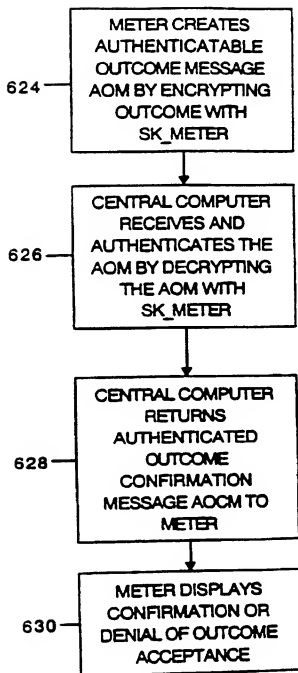 METER CREATES
AUTHENTICATABLE
OUTCOME MESSAGE
AOM BY ENCRYPTING
OUTCOME WITH
SK_METER
624
CENTRAL COMPUTER
RECEIVES AND
AUTHENTICATES THE
AOM BY DECRYPTING
THE AOM WITH
SK_METER
626
CENTRAL COMPUTER
RETURNS
AUTHENTICATED
OUTCOME
CONFIRMATION
MESSAGE AOCM TO
METER
628
METER DISPLAYS
CONFIRMATION OR
DENIAL OF OUTCOME
ACCEPTANCE
630